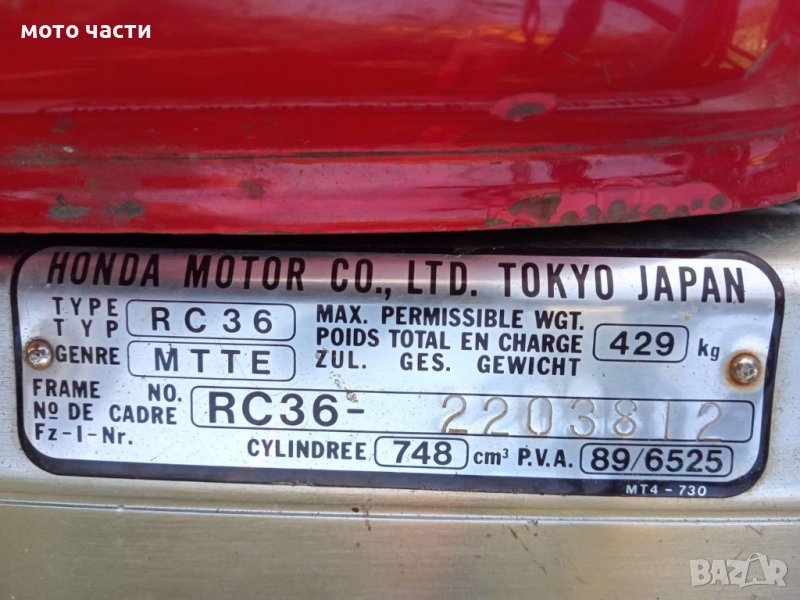 мото части
HONDA MOTOR CO., LTD. TOKYO JAPAN
TYPE
TYP
RC36
MAX. PERMISSIBLE WGT.
POIDS TOTAL EN CHARGE
ZUL. GES. GEWICHT
429 kg
GENRE MTTE
FRAME NO.
Nº DE CADRE
Fz-I-Nr.
RC36- 2203812
CYLINDREE 748 cm³ P.V.A. 89/6525
MT4-730
BAZAR